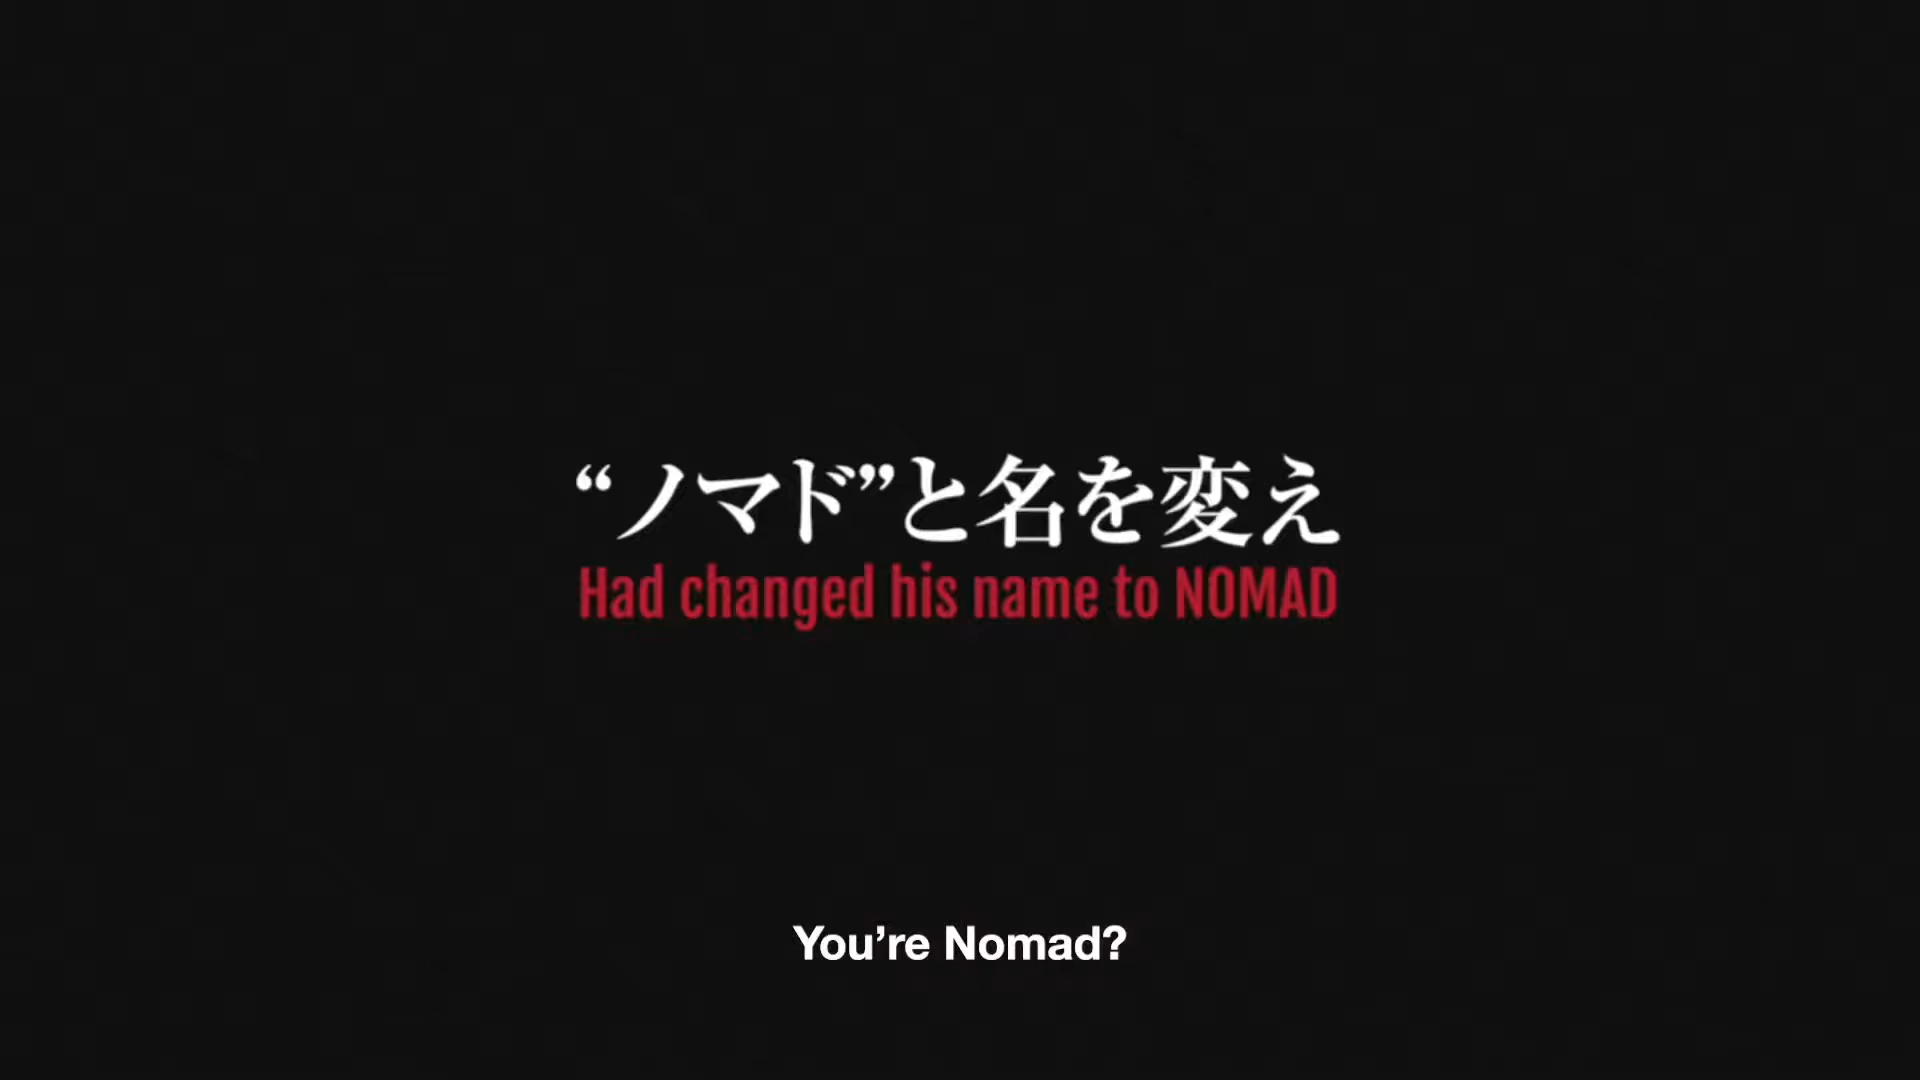 “ノマド”と名を変え
Had changed his name to NOMAD
You’re Nomad?